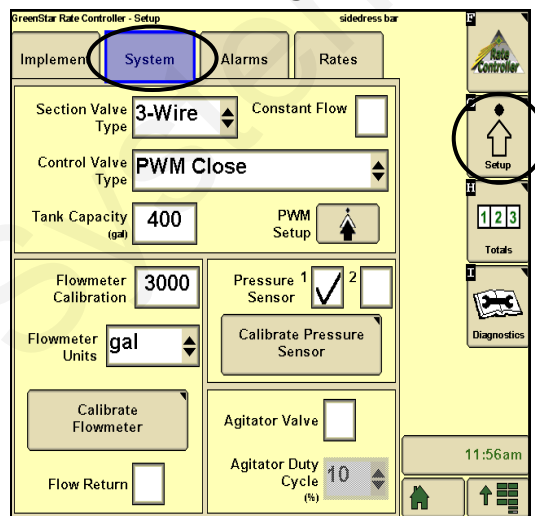 GreenStar Rate Controller - Setup
sidedress bar
Implemen
System
Alarms
Rates
Section Valve
Type
3-Wire
Constant Flow
Control Valve
Type
PWM Close
Tank Capacity
(gal)
400
PWM
Setup
Flowmeter
Calibration
3000
Flowmeter
Units
gal
Calibrate
Flowmeter
Flow Return
Pressure
Sensor
1
2
Calibrate Pressure
Sensor
Agitator Valve
Agitator Duty
Cycle
(%)
10
F
Rate
Controller
Setup
H
1 2 3
Totals
I
Diagnostics
11:56am